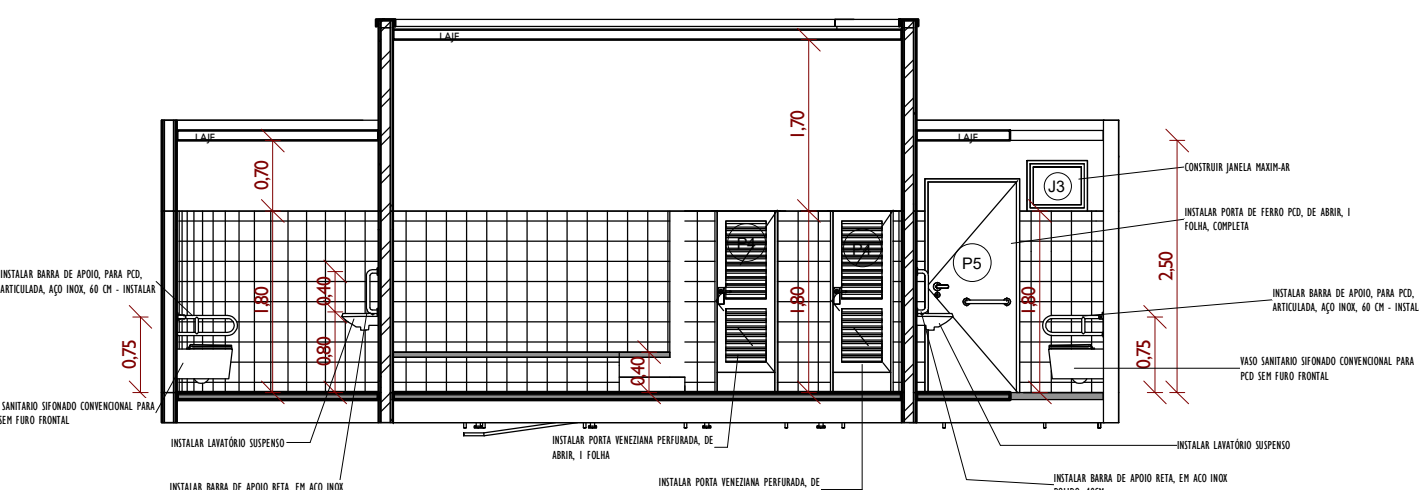 LAJE
LAJE
LAJE
1,70
0,70
J3
CONSTRUIR JANELA MAXIM-AR
INSTALAR PORTA DE FERRO PCD, DE ABRIR, 1
FOLHA, COMPLETA
P4
P4
P5
2,50
INSTALAR BARRA DE APOIO, PARA PCD,
ARTICULADA, AÇO INOX, 60 CM - INSTALAR
1,80
0,40
1,80
1,80
INSTALAR BARRA DE APOIO, PARA PCD,
ARTICULADA, AÇO INOX, 60 CM - INSTAL
0,75
0,80
0,40
0,75
VASO SANITARIO SIFONADO CONVENCIONAL PARA
PCD SEM FURO FRONTAL
SANITARIO SIFONADO CONVENCIONAL PARA
SEM FURO FRONTAL
INSTALAR LAVATÓRIO SUSPENSO
INSTALAR PORTA VENEZIANA PERFURADA, DE
ABRIR, 1 FOLHA
INSTALAR LAVATÓRIO SUSPENSO
INSTALAR BARRA DE APOIO RETA, EM ACO INOX
INSTALAR PORTA VENEZIANA PERFURADA, DE
INSTALAR BARRA DE APOIO RETA, EM ACO INOX